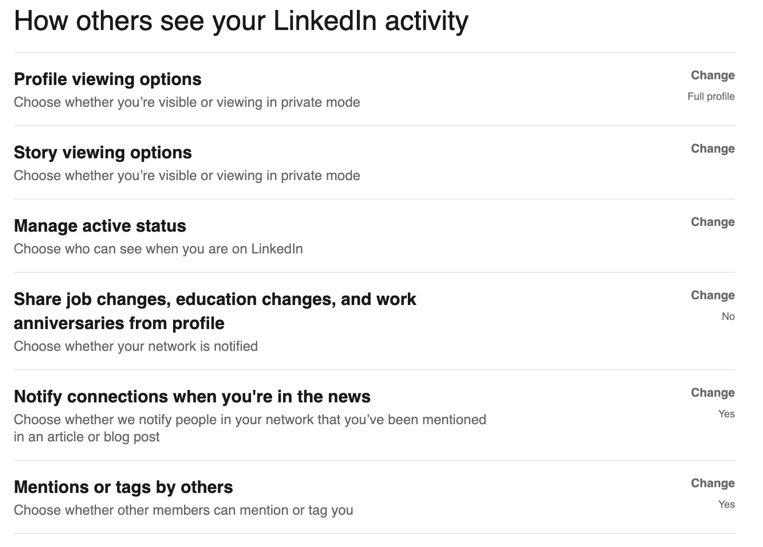 How others see your LinkedIn activity
Profile viewing options
Change
Choose whether you're visible or viewing in private mode
Full profile
Story viewing options
Change
Choose whether you're visible or viewing in private mode
Manage active status
Change
Choose who can see when you are on LinkedIn
Share job changes, education changes, and work
anniversaries from profile
Change
No
Choose whether your network is notified
Notify connections when you're in the news
Change
Choose whether we notify people in your network that you've been mentioned
in an article or blog post
Yes
Mentions or tags by others
Change
Choose whether other members can mention or tag you
Yes